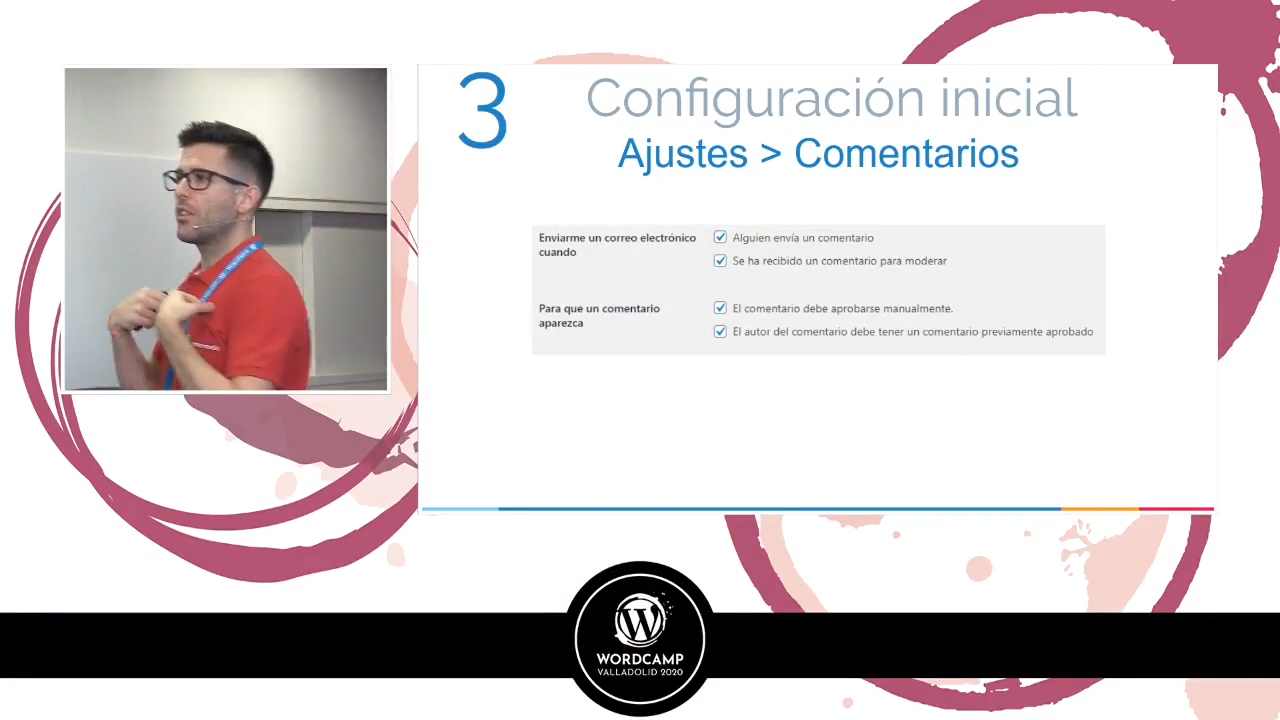 3
Configuración inicial
Ajustes > Comentarios
Enviarme un correo electrónico
cuando
Alguien envía un comentario
Se ha recibido un comentario para moderar
Para que un comentario
aparezca
El comentario debe aprobarse manualmente.
El autor del comentario debe tener un comentario previamente aprobado
W
WORDCAMP
VALLADOLID 2020